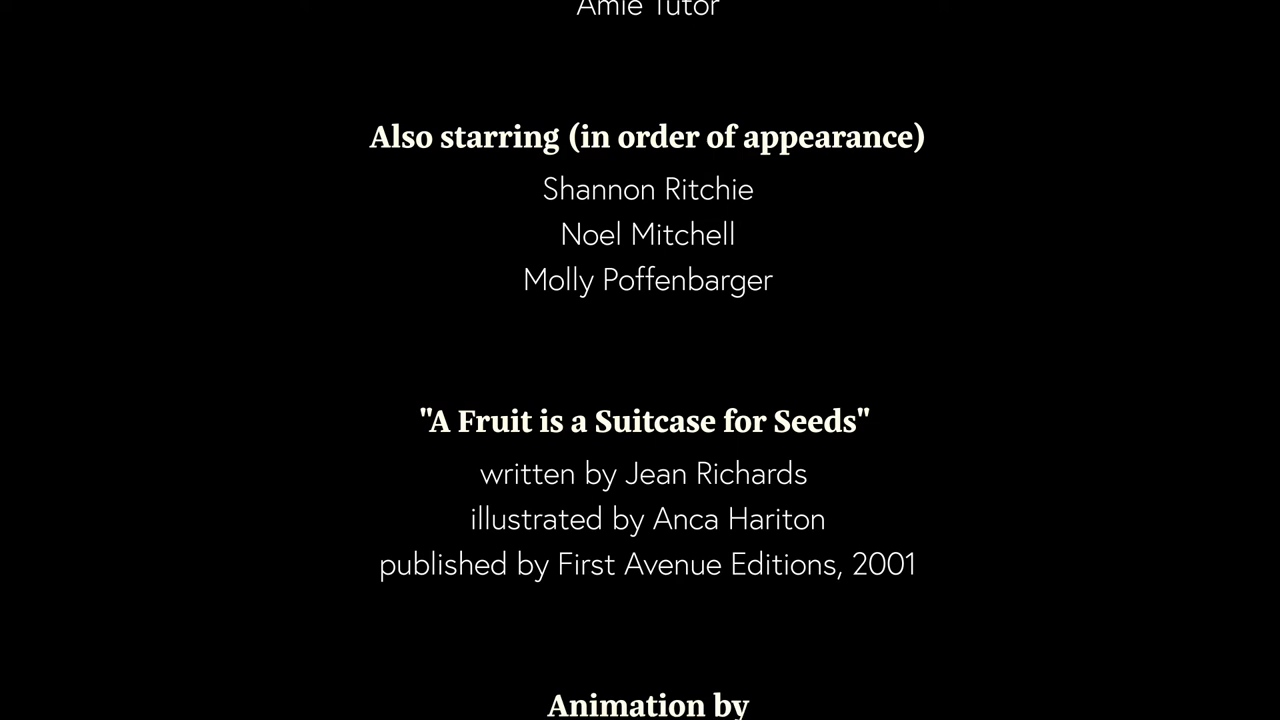 Amie Tutor
Also starring (in order of appearance)
Shannon Ritchie
Noel Mitchell
Molly Poffenbarger
"A Fruit is a Suitcase for Seeds"
written by Jean Richards
illustrated by Anca Hariton
published by First Avenue Editions, 2001
Animation by